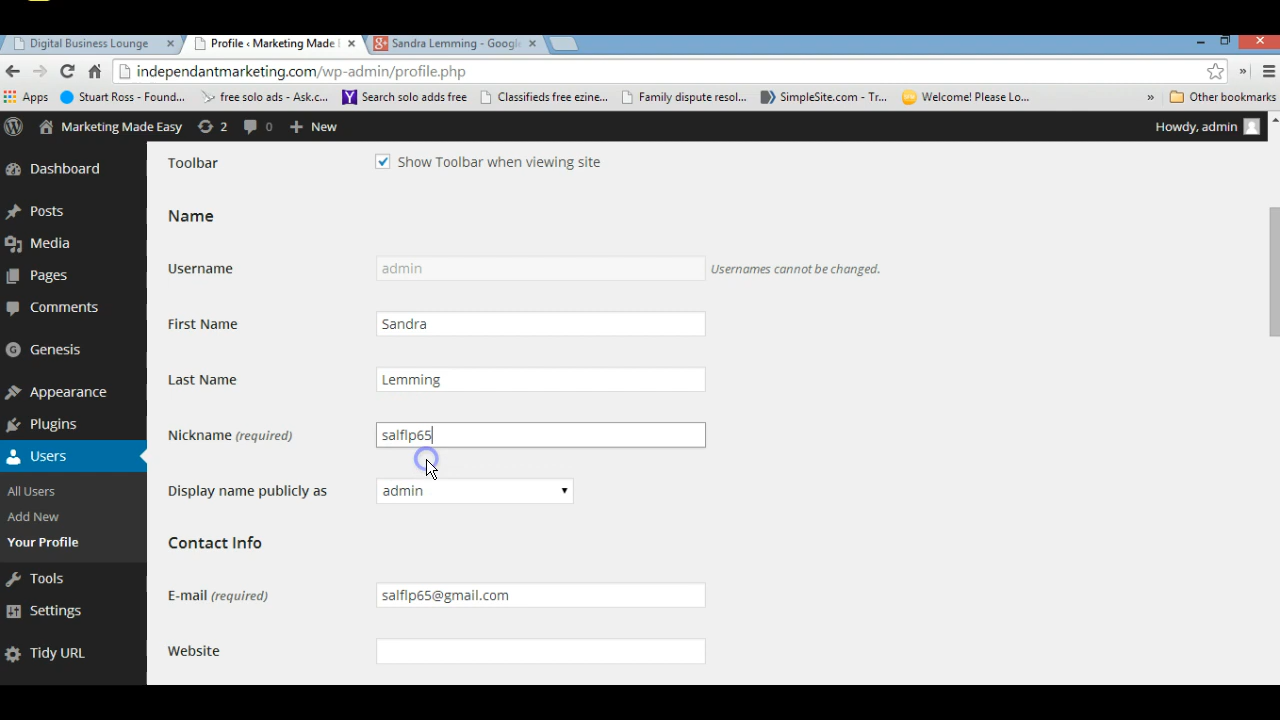 Digital Business Lounge
Profile ‹ Marketing Made
Sandra Lemming - Google
independantmarketing.com/wp-admin/profile.php
Apps
Stuart Ross - Found...
free solo ads - Ask.c...
Search solo adds free
Classifieds free ezine...
Family dispute resol...
SimpleSite.com - Tr...
Welcome! Please Lo...
» Other bookmarks
Marketing Made Easy
2
0
New
Howdy, admin
Dashboard
Posts
Media
Pages
Comments
Genesis
Appearance
Plugins
Users
All Users
Add New
Your Profile
Tools
Settings
Tidy URL
Toolbar Show Toolbar when viewing site
Name
Username admin Usernames cannot be changed.
First Name Sandra
Last Name Lemming
Nickname (required) salflp65
Display name publicly as admin
Contact Info
E-mail (required) salflp65@gmail.com
Website